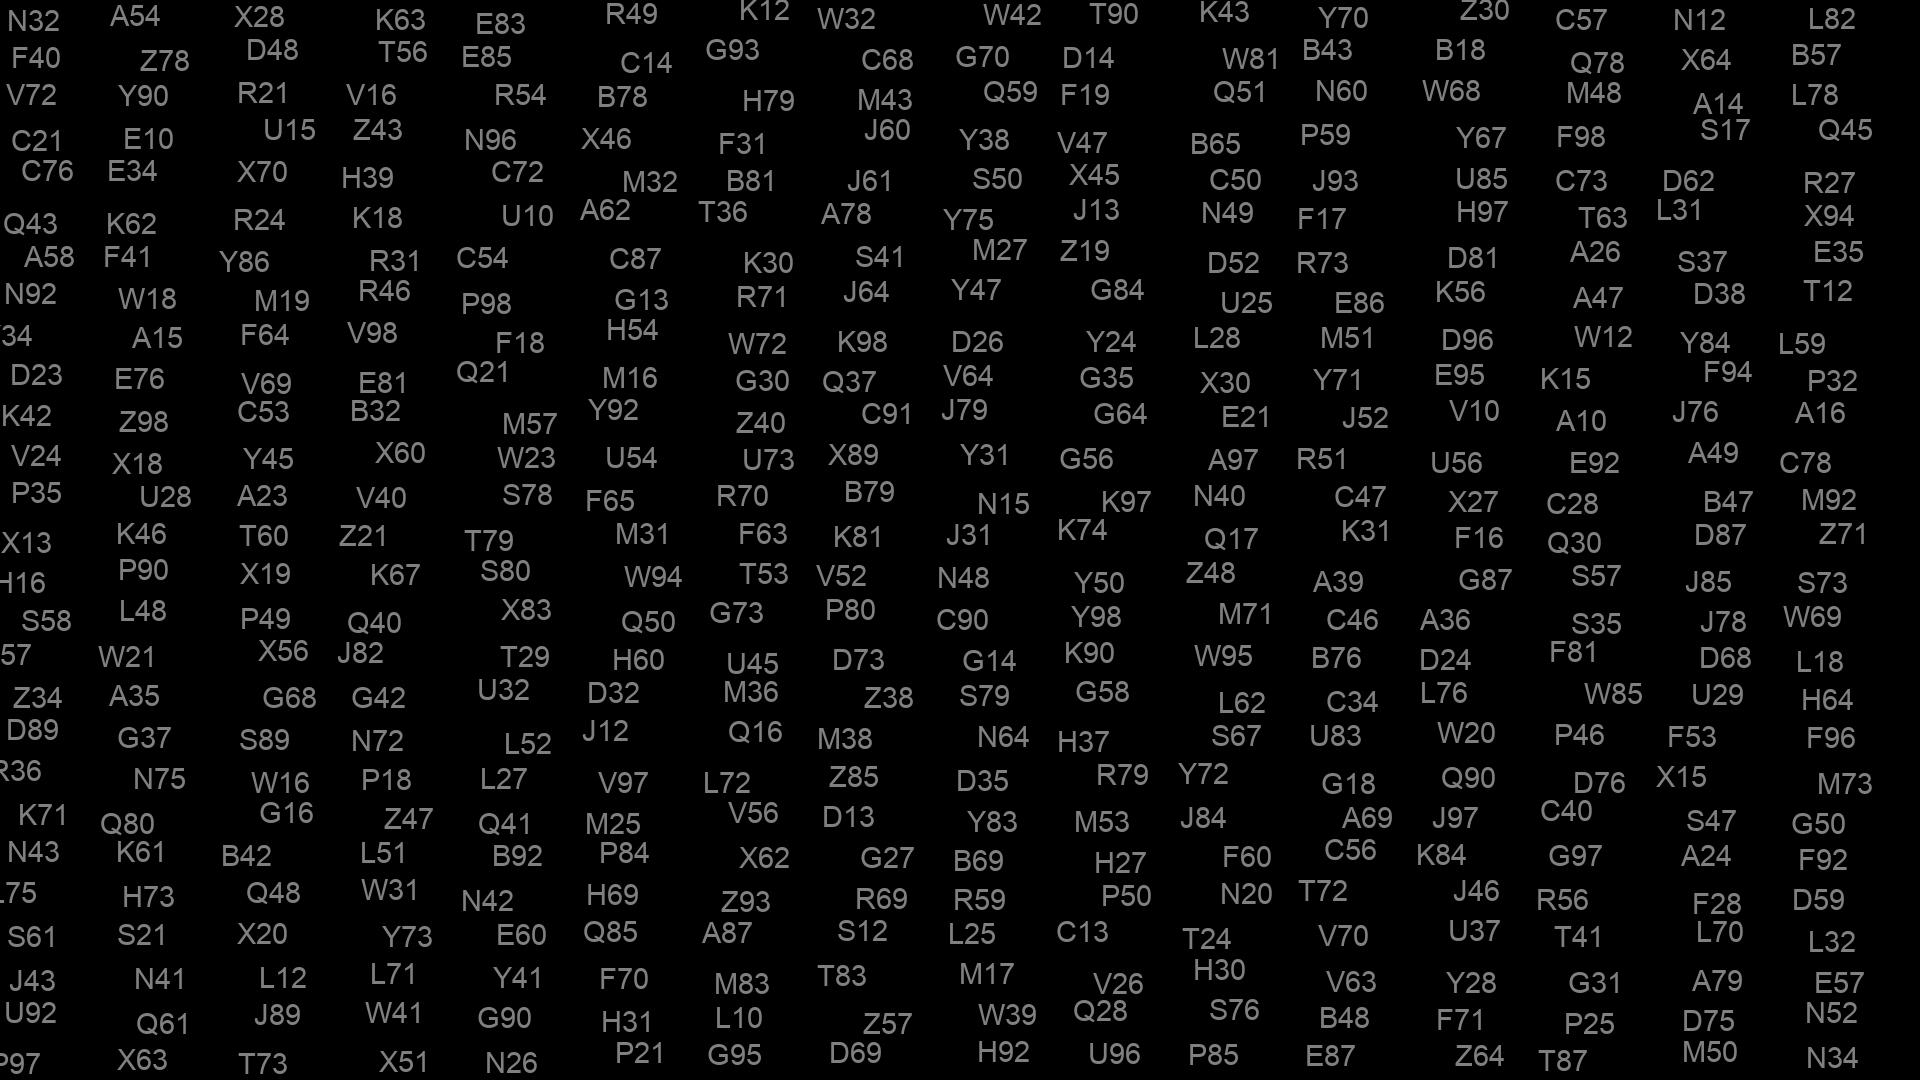 N32 A54 X28 K63 E83 R49 K12 W32 W42 T90 K43 Y70 Z30 C57 N12 L82
F40 Z78 D48 T56 E85 C14 G93 C68 G70 D14 W81 B43 B18 Q78 X64 B57
V72 Y90 R21 V16 R54 B78 H79 M43 Q59 F19 Q51 N60 W68 M48 A14 L78
C21 E10 U15 Z43 N96 X46 F31 J60 Y38 V47 B65 P59 Y67 F98 S17 Q45
C76 E34 X70 H39 C72 M32 B81 J61 S50 X45 C50 J93 U85 C73 D62 R27
Q43 K62 R24 K18 U10 A62 T36 A78 Y75 J13 N49 F17 H97 T63 L31 X94
A58 F41 Y86 R31 C54 C87 K30 S41 M27 Z19 D52 R73 D81 A26 S37 E35
N92 W18 M19 R46 P98 G13 R71 J64 Y47 G84 U25 E86 K56 A47 D38 T12
34 A15 F64 V98 F18 H54 W72 K98 D26 Y24 L28 M51 D96 W12 Y84 L59
D23 E76 V69 E81 Q21 M16 G30 Q37 V64 G35 X30 Y71 E95 K15 F94 P32
K42 Z98 C53 B32 M57 Y92 Z40 C91 J79 G64 E21 J52 V10 A10 J76 A16
V24 X18 Y45 X60 W23 U54 U73 X89 Y31 G56 A97 R51 U56 E92 A49 C78
P35 U28 A23 V40 S78 F65 R70 B79 N15 K97 N40 C47 X27 C28 B47 M92
X13 K46 T60 Z21 T79 M31 F63 K81 J31 K74 Q17 K31 F16 Q30 D87 Z71
H16 P90 X19 K67 S80 W94 T53 V52 N48 Y50 Z48 A39 G87 S57 J85 S73
S58 L48 P49 Q40 X83 Q50 G73 P80 C90 Y98 M71 C46 A36 S35 J78 W69
57 W21 X56 J82 T29 H60 U45 D73 G14 K90 W95 B76 D24 F81 D68 L18
Z34 A35 G68 G42 U32 D32 M36 Z38 S79 G58 L62 C34 L76 W85 U29 H64
D89 G37 S89 N72 L52 J12 Q16 M38 N64 H37 S67 U83 W20 P46 F53 F96
R36 N75 W16 P18 L27 V97 L72 Z85 D35 R79 Y72 G18 Q90 D76 X15 M73
K71 Q80 G16 Z47 Q41 M25 V56 D13 Y83 M53 J84 A69 J97 C40 S47 G50
N43 K61 B42 L51 B92 P84 X62 G27 B69 H27 F60 C56 K84 G97 A24 F92
L75 H73 Q48 W31 N42 H69 Z93 R69 R59 P50 N20 T72 J46 R56 F28 D59
S61 S21 X20 Y73 E60 Q85 A87 S12 L25 C13 T24 V70 U37 T41 L70 L32
J43 N41 L12 L71 Y41 F70 M83 T83 M17 V26 H30 V63 Y28 G31 A79 E57
U92 Q61 J89 W41 G90 H31 L10 Z57 W39 Q28 S76 B48 F71 P25 D75 N52
P97 X63 T73 X51 N26 P21 G95 D69 H92 U96 P85 E87 Z64 T87 M50 N34